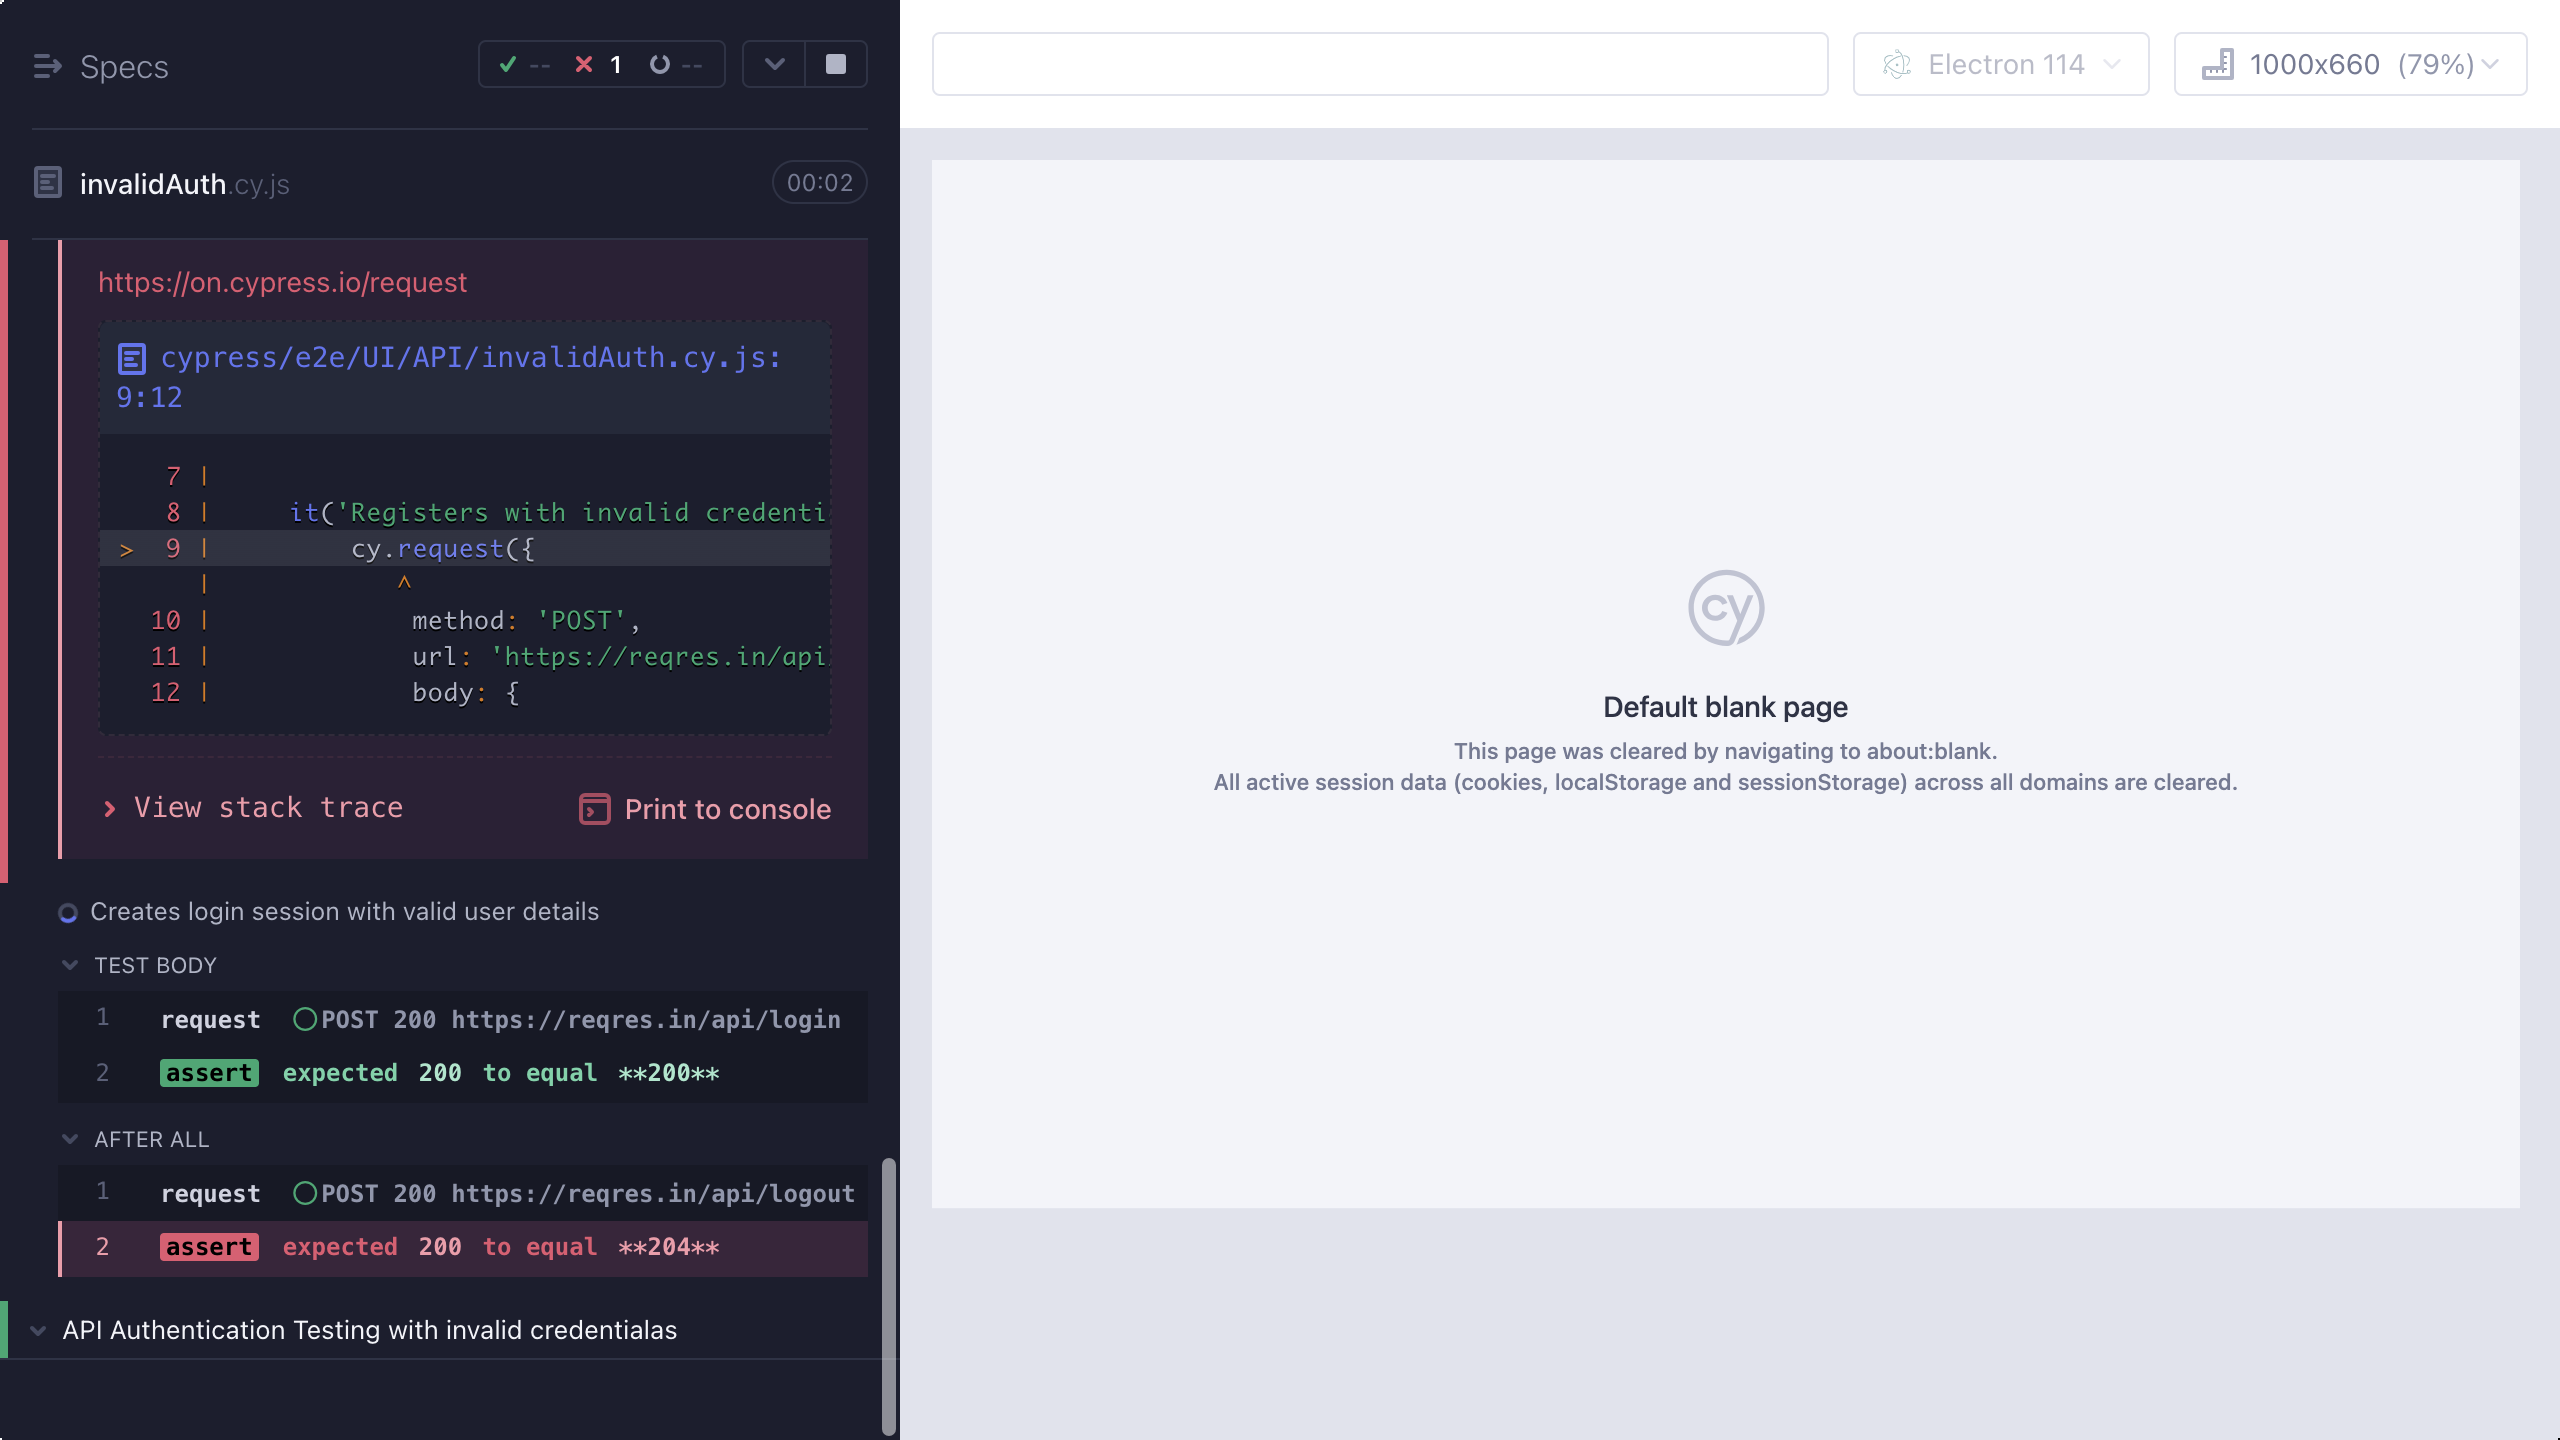 Specs
-- 1 --
invalidAuth.cy.js 00:02
https://on.cypress.io/request
cypress/e2e/UI/API/invalidAuth.cy.js:
9:12
7 |
8 | it('Registers with invalid credenti
> 9 | cy.request({
| ^
10 | method: 'POST',
11 | url: 'https://reqres.in/api
12 | body: {
View stack trace Print to console
Creates login session with valid user details
TEST BODY
1 request POST 200 https://reqres.in/api/login
2 assert expected 200 to equal **200**
AFTER ALL
1 request POST 200 https://reqres.in/api/logout
2 assert expected 200 to equal **204**
API Authentication Testing with invalid credentialas
Electron 114
1000x660 (79%)
cy
Default blank page
This page was cleared by navigating to about:blank.
All active session data (cookies, localStorage and sessionStorage) across all domains are cleared.